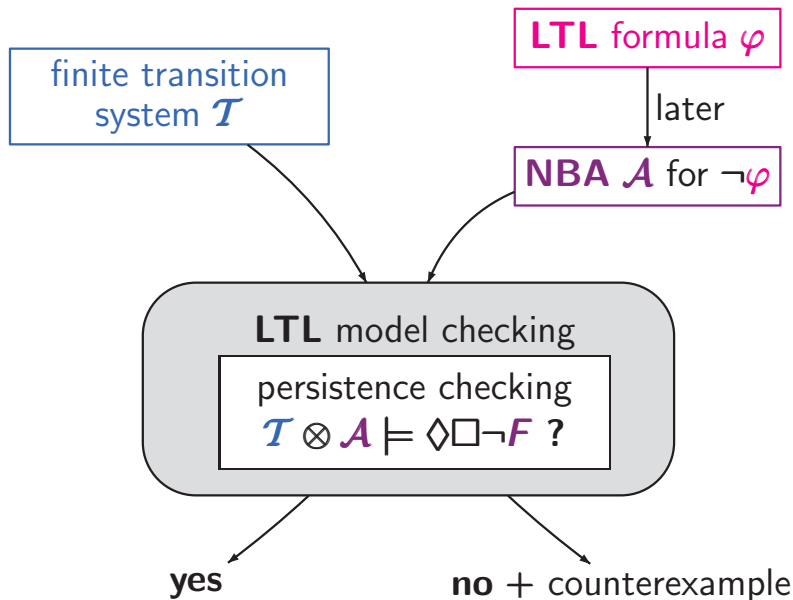 LTL formula φ
finite transition
system 𝒯
later
NBA 𝒜 for ¬φ
LTL model checking
persistence checking
𝒯 ⊗ 𝒜 ⊨ ◊□¬F ?
yes
no + counterexample